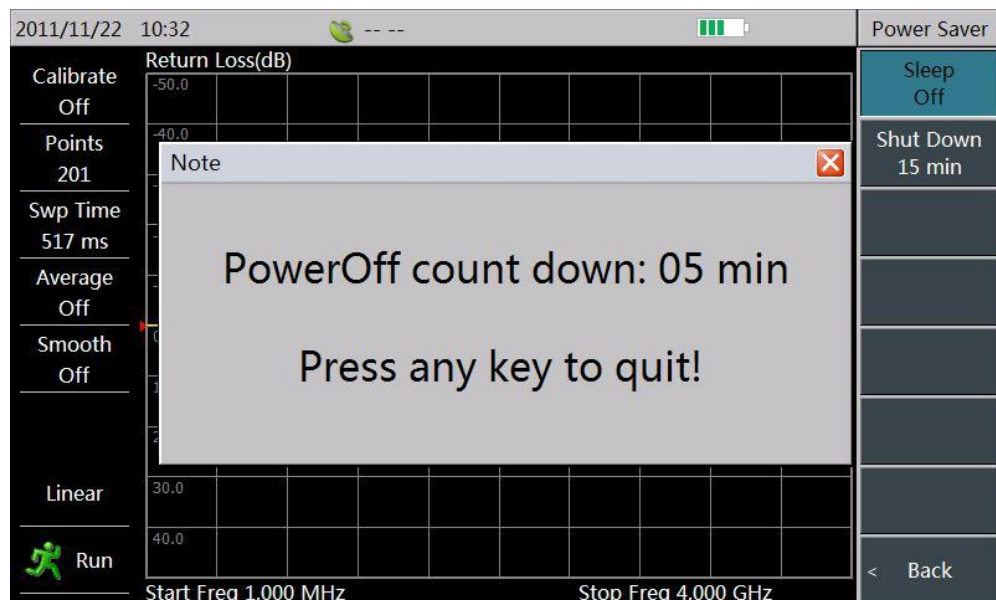 2011/11/22 10:32 -- --
Power Saver
Calibrate
Off
Points
201
Swp Time
517 ms
Average
Off
Smooth
Off
Linear
Run
Return Loss(dB)
-50.0
-40.0
Note
PowerOff count down: 05 min
Press any key to quit!
30.0
40.0
Start Freq 1.000 MHz Stop Freq 4.000 GHz
Sleep
Off
Shut Down
15 min
< Back